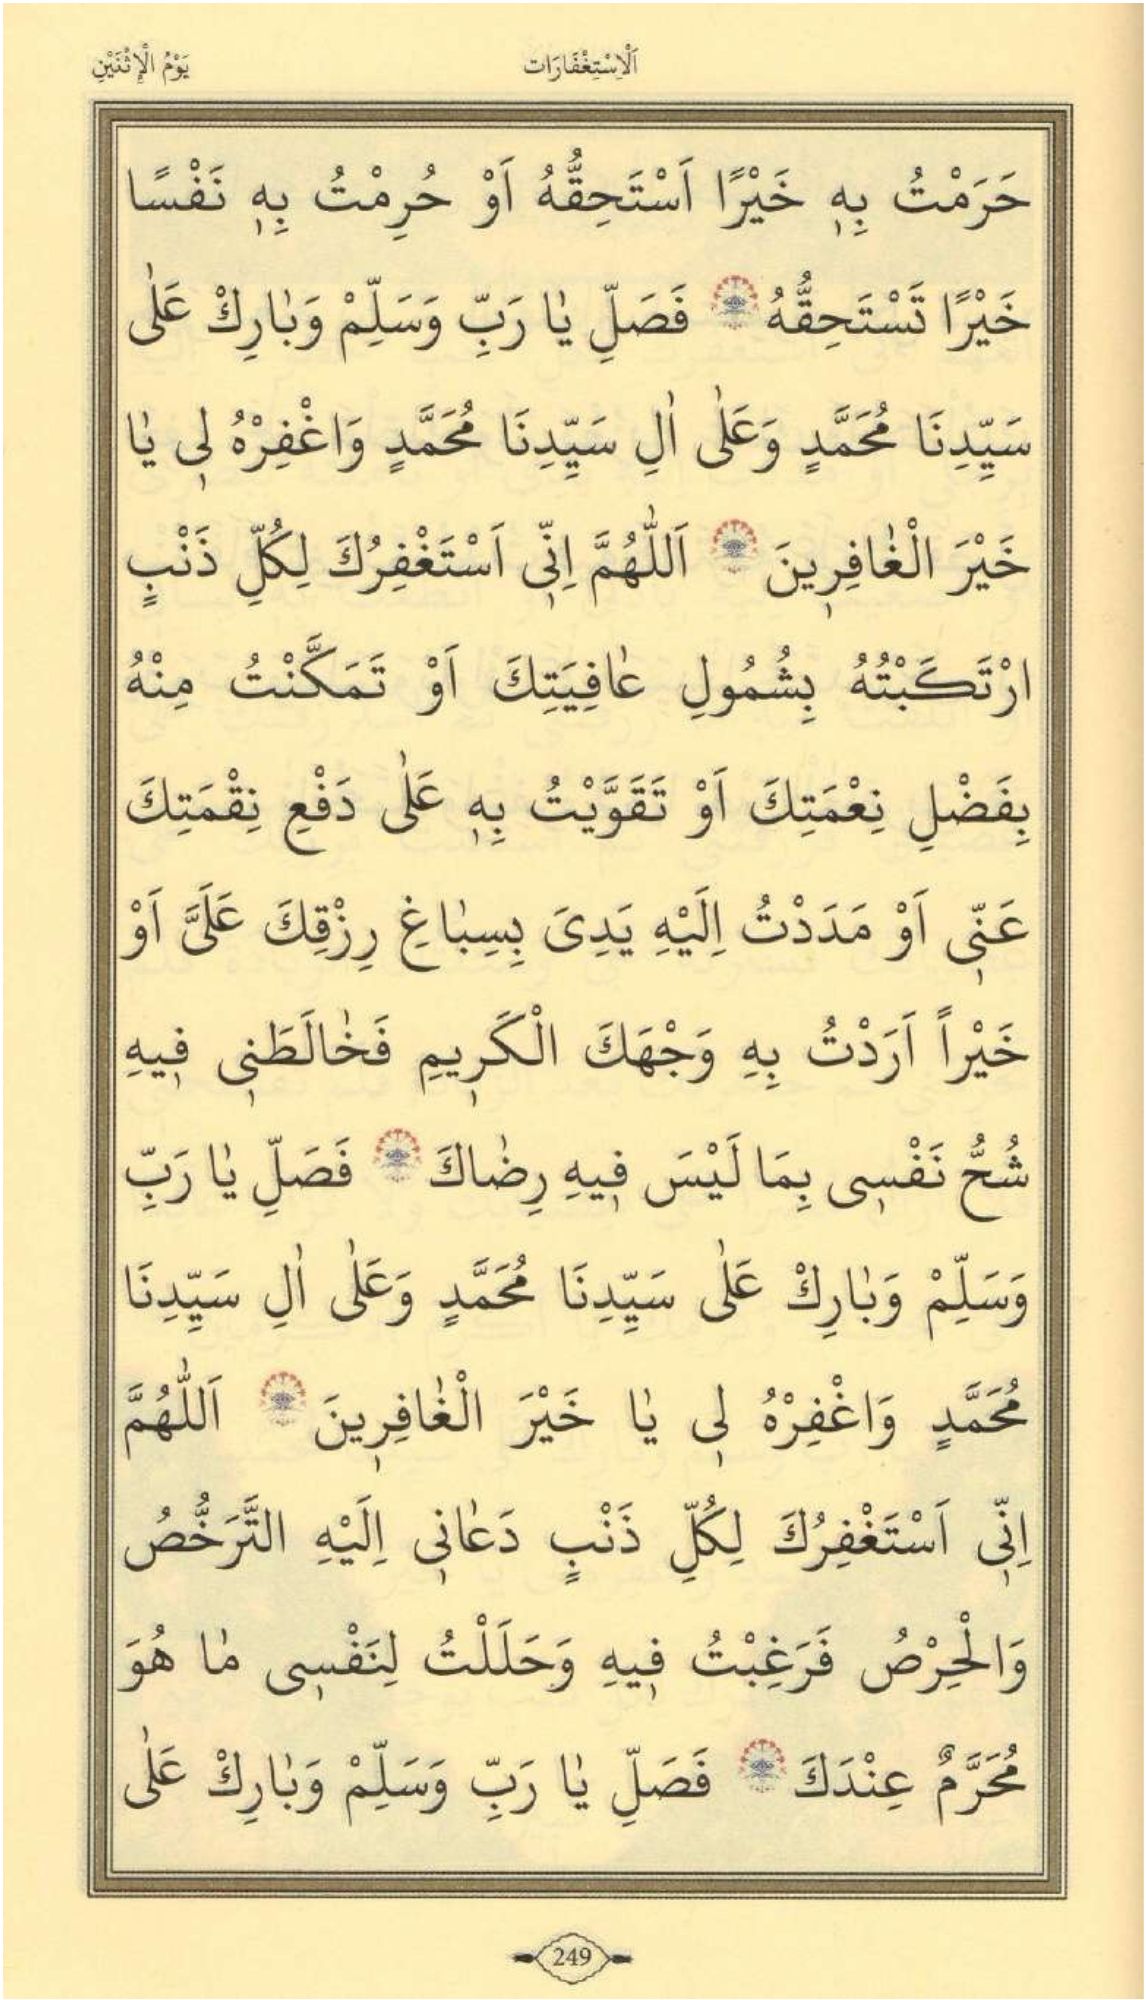 اَلْاِسْتِغْفَارَات
يَوْمُ الْاِثْنَيْنِ
حَرَمْتُ بِهٖ خَيْرًا اَسْتَحِقُّهُ اَوْ حُرِمْتُ بِهٖ نَفْسًا
خَيْرًا تَسْتَحِقُّهُ فَصَلِّ يٰا رَبِّ وَسَلِّمْ وَبٰارِكْ عَلٰى
سَيِّدِنَا مُحَمَّدٍ وَعَلٰى اٰلِ سَيِّدِنَا مُحَمَّدٍ وَاغْفِرْهُ لٖى يٰا
خَيْرَ الْغٰافِرٖينَ اَللّٰهُمَّ اِنّٖى اَسْتَغْفِرُكَ لِكُلِّ ذَنْبٍ
ارْتَكَبْتُهُ بِشُمُولِ عٰافِيَتِكَ اَوْ تَمَكَّنْتُ مِنْهُ
بِفَضْلِ نِعْمَتِكَ اَوْ تَقَوَّيْتُ بِهٖ عَلٰى دَفْعِ نِقْمَتِكَ
عَنّٖى اَوْ مَدَدْتُ اِلَيْهِ يَدِىَ بِسِبٰاغِ رِزْقِكَ عَلَىَّ اَوْ
خَيْراً اَرَدْتُ بِهِ وَجْهَكَ الْكَرٖيمِ فَخٰالَطَنٖى فٖيهِ
شُحُّ نَفْسٖى بِمَا لَيْسَ فٖيهِ رِضٰاكَ فَصَلِّ يٰا رَبِّ
وَسَلِّمْ وَبٰارِكْ عَلٰى سَيِّدِنَا مُحَمَّدٍ وَعَلٰى اٰلِ سَيِّدِنَا
مُحَمَّدٍ وَاغْفِرْهُ لٖى يٰا خَيْرَ الْغٰافِرٖينَ اَللّٰهُمَّ
اِنّٖى اَسْتَغْفِرُكَ لِكُلِّ ذَنْبٍ دَعٰانٖى اِلَيْهِ التَّرَخُّصُ
وَالْحِرْصُ فَرَغِبْتُ فٖيهِ وَحَلَلْتُ لِنَفْسٖى مٰا هُوَ
مُحَرَّمٌ عِنْدَكَ فَصَلِّ يٰا رَبِّ وَسَلِّمْ وَبٰارِكْ عَلٰى
249